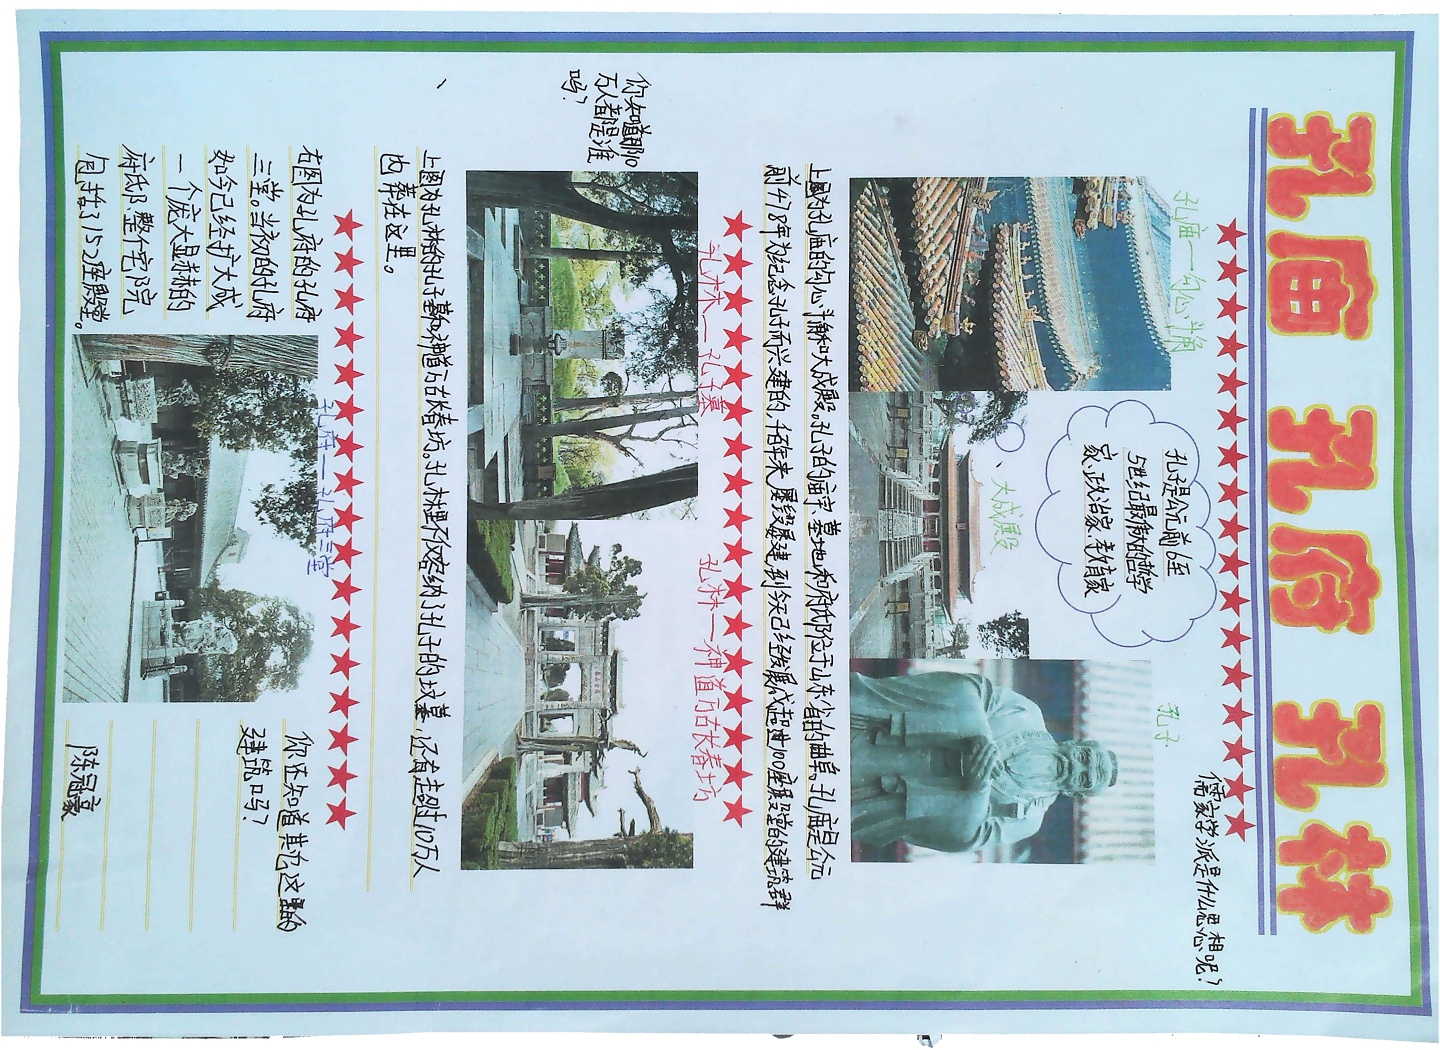 孔庙 孔府 孔林
儒家学派是什么思想呢?
孔庙一勾心斗角
孔子是公元前6至
5世纪最伟大的哲学
家、政治家、教育家
孔子
大成殿
上图为孔庙的勾心斗角和大成殿。孔子的庙宇、墓地和府邸位于山东省的曲阜。孔庙是公元
前478年为纪念孔子而兴建的,千百年来屡毁屡建,到今天已经发展成超过100座殿堂的建筑群
孔林一孔子墓
孔林一神道万古长春坊
你知道那10
万人都是谁
吗?
上图为孔林的孔子墓和神道万古长春坊。孔林里不仅容纳了孔子的坟墓,还有超过10万人
内葬在这里。
孔府一孔府三堂
右图为孔府的孔府
三堂。当初的孔府
如今已经扩大成
一个庞大显赫的
府邸,整个宅院
包括了152座殿堂。
你还知道其它这里的
建筑吗?
陈冠豪